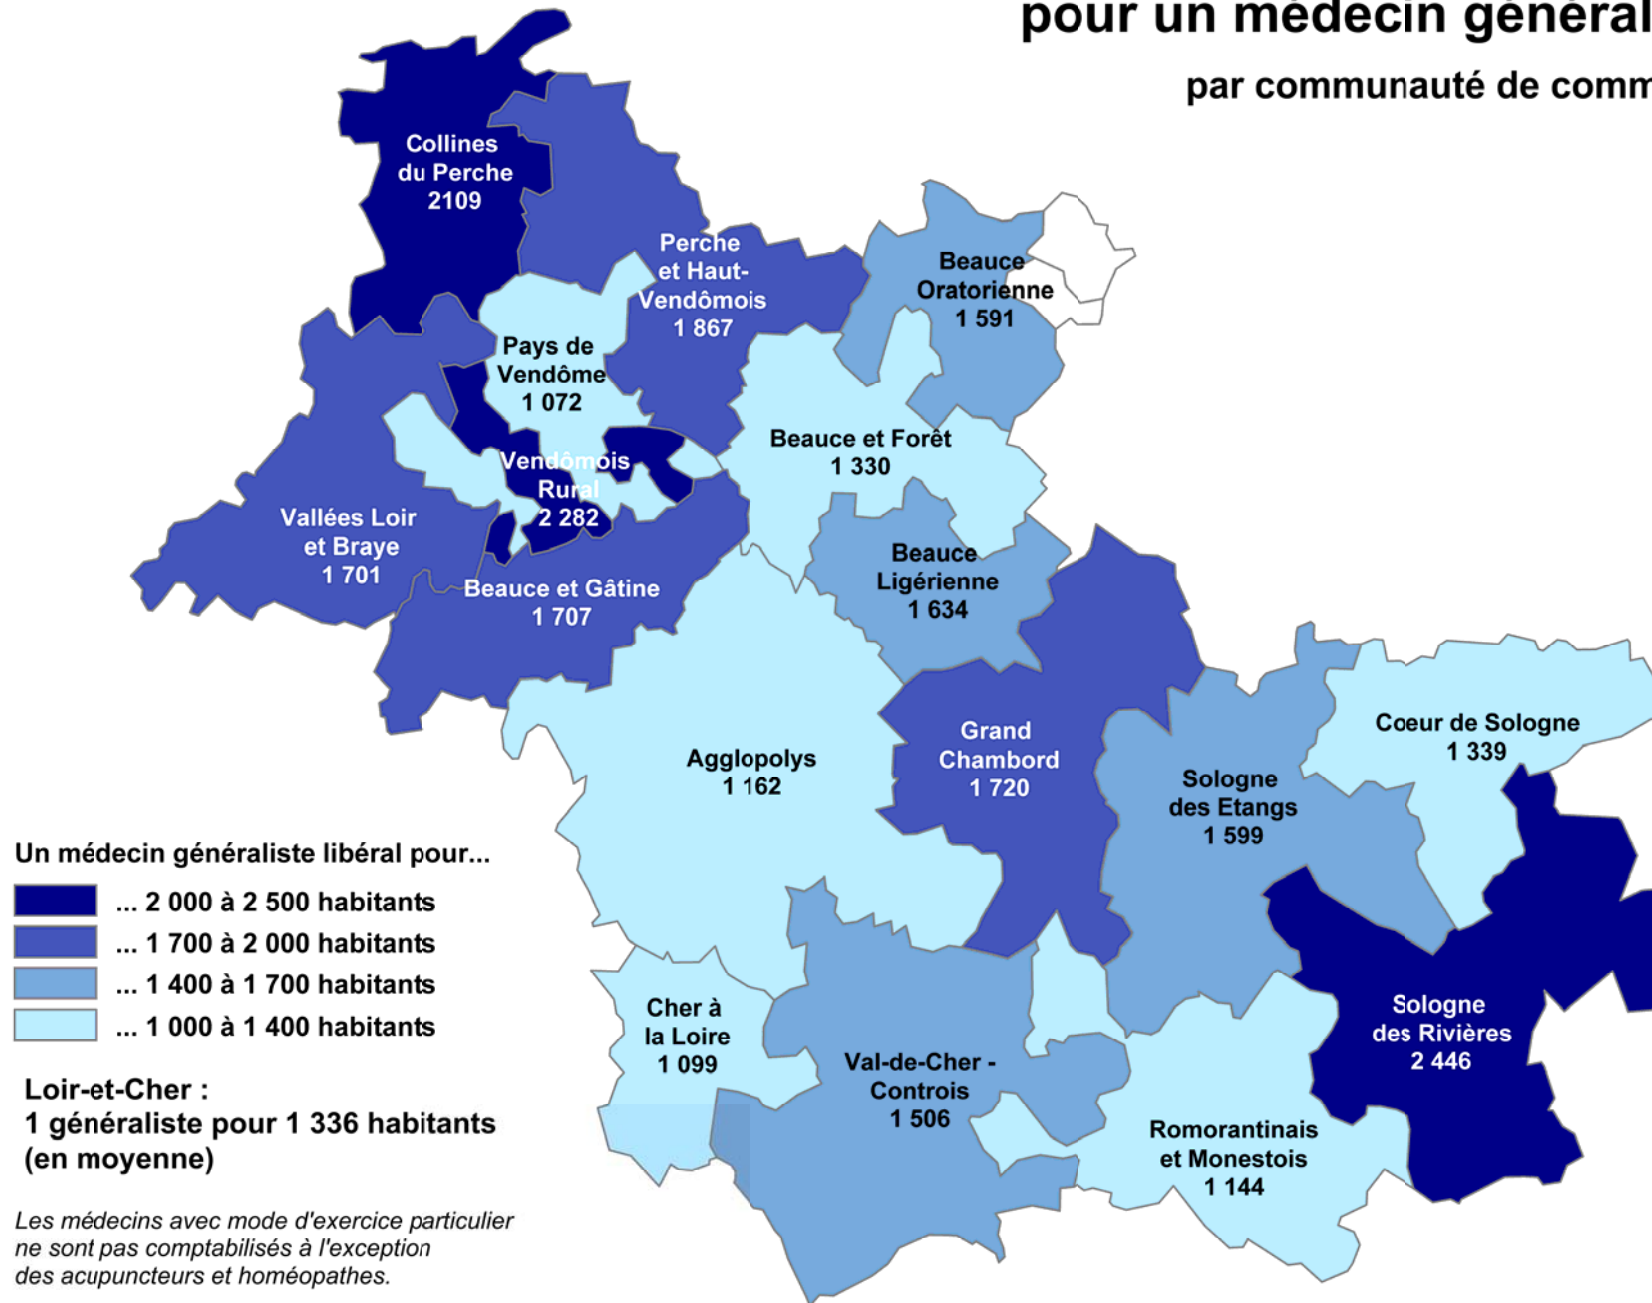 pour un médecin
par communauté de
Collines
du Perche
2109
Perche
et Haut-
Vendômois
1 867
Beauce
Oratorienne
1 591
Pays de
Vendôme
1 072
Beauce et Forêt
1 330
Vendômois
Rural
2 282
Vallées Loir
et Braye
1 701
Beauce
Ligérienne
1 634
Beauce et Gâtine
1 707
Grand
Chambord
1 720
Cœur de Sologne
1 339
Agglopolys
1 162
Sologne
des Etangs
1 599
Un médecin généraliste libéral pour...
... 2 000 à 2 500 habitants
... 1 700 à 2 000 habitants
... 1 400 à 1 700 habitants
... 1 000 à 1 400 habitants
Cher à
la Loire
1 099
Sologne
des Rivières
2 446
Val-de-Cher -
Controis
1 506
Romorantinais
et Monestois
1 144
Loir-et-Cher :
1 généraliste pour 1 336 habitants
(en moyenne)
Les médecins avec mode d'exercice particulier
ne sont pas comptabilisés à l'exception
des acupuncteurs et homéopathes.